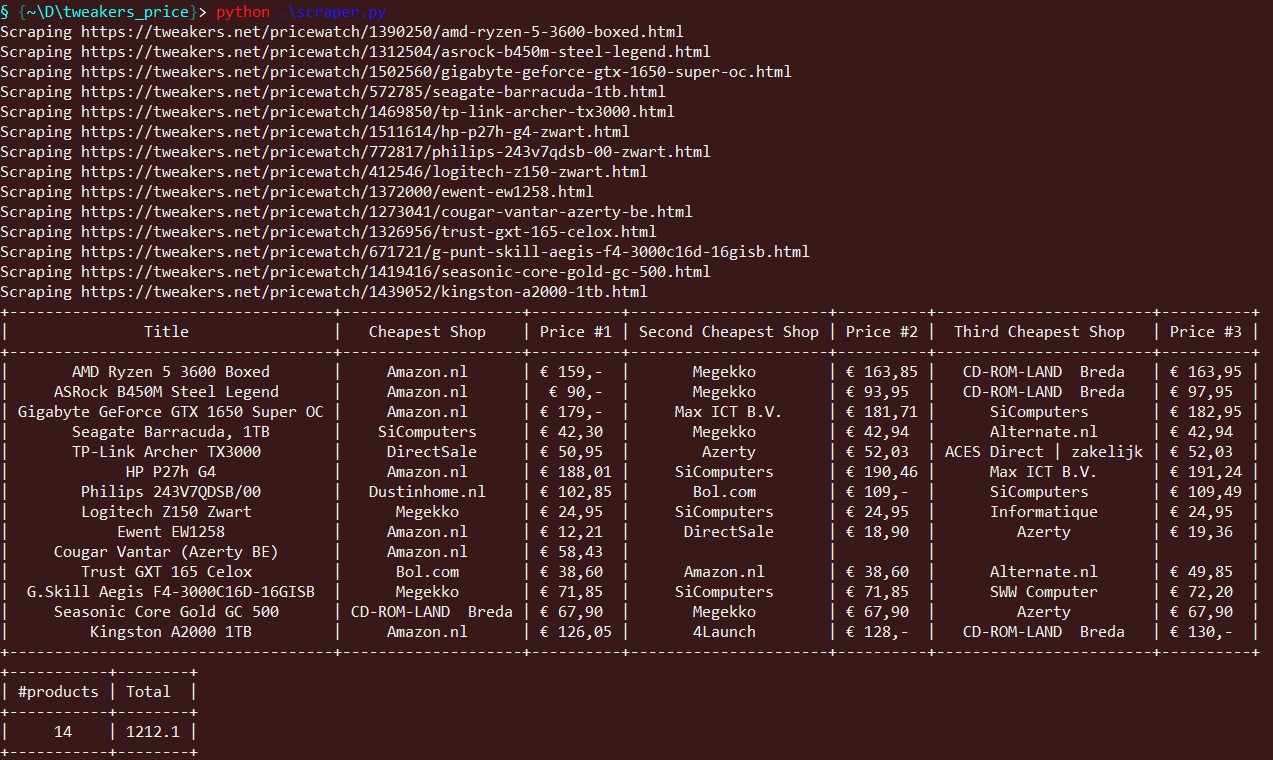 § {~\D\tweakers_price}> python .\scraper.py
Scraping https://tweakers.net/pricewatch/1390250/amd-ryzen-5-3600-boxed.html
Scraping https://tweakers.net/pricewatch/1312504/asrock-b450m-steel-legend.html
Scraping https://tweakers.net/pricewatch/1502560/gigabyte-geforce-gtx-1650-super-oc.html
Scraping https://tweakers.net/pricewatch/572785/seagate-barracuda-1tb.html
Scraping https://tweakers.net/pricewatch/1469850/tp-link-archer-tx3000.html
Scraping https://tweakers.net/pricewatch/1511614/hp-p27h-g4-zwart.html
Scraping https://tweakers.net/pricewatch/772817/philips-243v7qdsb-00-zwart.html
Scraping https://tweakers.net/pricewatch/412546/logitech-z150-zwart.html
Scraping https://tweakers.net/pricewatch/1372000/ewent-ew1258.html
Scraping https://tweakers.net/pricewatch/1273041/cougar-vantar-azerty-be.html
Scraping https://tweakers.net/pricewatch/1326956/trust-gxt-165-celox.html
Scraping https://tweakers.net/pricewatch/671721/g-punt-skill-aegis-f4-3000c16d-16gisb.html
Scraping https://tweakers.net/pricewatch/1419416/seasonic-core-gold-gc-500.html
Scraping https://tweakers.net/pricewatch/1439052/kingston-a2000-1tb.html
| Title | Cheapest Shop | Price #1 | Second Cheapest Shop | Price #2 | Third Cheapest Shop | Price #3 |
| AMD Ryzen 5 3600 Boxed | Amazon.nl | € 159,- | Megekko | € 163,85 | CD-ROM-LAND  Breda | € 163,95 |
| ASRock B450M Steel Legend | Amazon.nl | € 90,- | Megekko | € 93,95 | CD-ROM-LAND  Breda | € 97,95 |
| Gigabyte GeForce GTX 1650 Super OC | Amazon.nl | € 179,- | Max ICT B.V. | € 181,71 | SiComputers | € 182,95 |
| Seagate Barracuda, 1TB | SiComputers | € 42,30 | Megekko | € 42,94 | Alternate.nl | € 42,94 |
| TP-Link Archer TX3000 | DirectSale | € 50,95 | Azerty | € 52,03 | ACES Direct | zakelijk | € 52,03 |
| HP P27h G4 | Amazon.nl | € 188,01 | SiComputers | € 190,46 | Max ICT B.V. | € 191,24 |
| Philips 243V7QDSB/00 | Dustinhome.nl | € 102,85 | Bol.com | € 109,- | SiComputers | € 109,49 |
| Logitech Z150 Zwart | Megekko | € 24,95 | SiComputers | € 24,95 | Informatique | € 24,95 |
| Ewent EW1258 | Amazon.nl | € 12,21 | DirectSale | € 18,90 | Azerty | € 19,36 |
| Cougar Vantar (Azerty BE) | Amazon.nl | € 58,43 | | | | |
| Trust GXT 165 Celox | Bol.com | € 38,60 | Amazon.nl | € 38,60 | Alternate.nl | € 49,85 |
| G.Skill Aegis F4-3000C16D-16GISB | Megekko | € 71,85 | SiComputers | € 71,85 | SWW Computer | € 72,20 |
| Seasonic Core Gold GC 500 | CD-ROM-LAND  Breda | € 67,90 | Megekko | € 67,90 | Azerty | € 67,90 |
| Kingston A2000 1TB | Amazon.nl | € 126,05 | 4Launch | € 128,- | CD-ROM-LAND  Breda | € 130,- |
| #products | Total |
| 14 | 1212.1 |